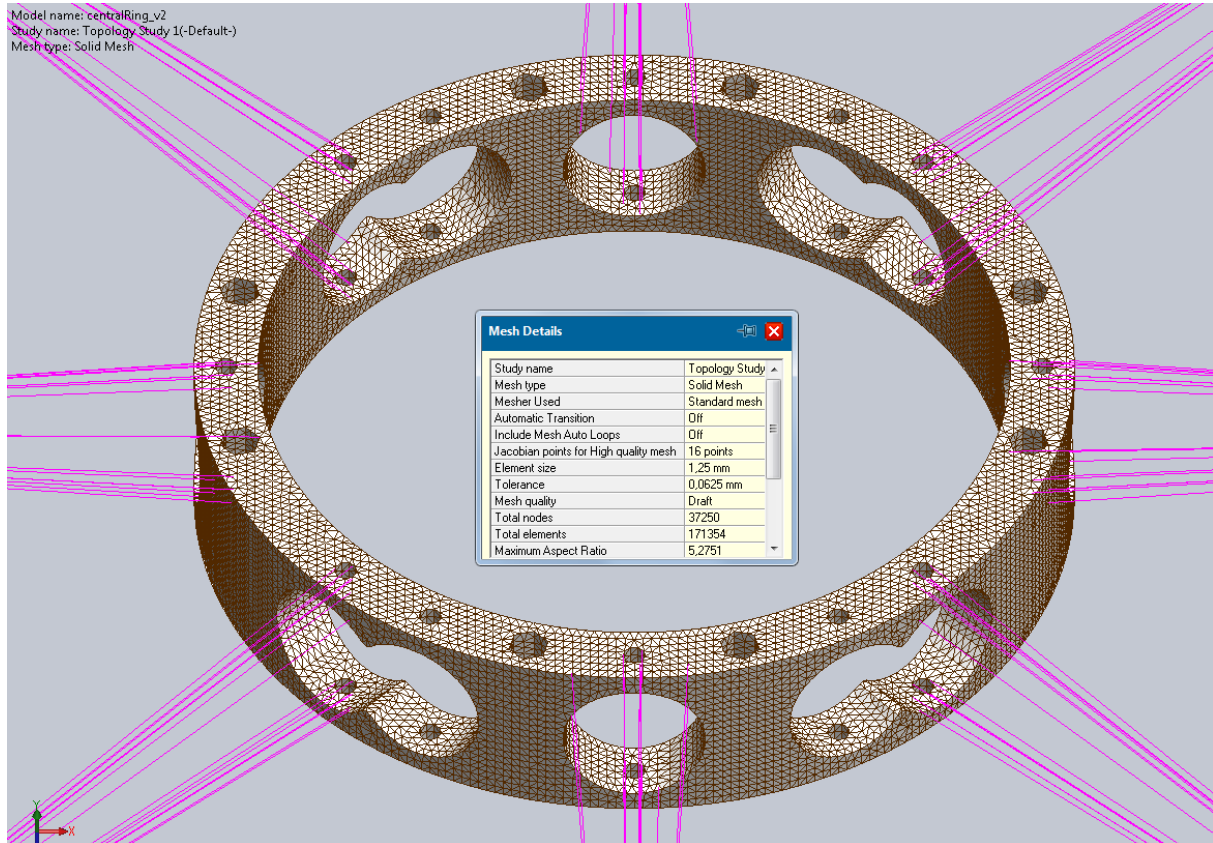 Model name: centralRing_v2
Study name: Topology Study 1(-Default-)
Mesh type: Solid Mesh
Mesh Details
Study name Topology Study
Mesh type Solid Mesh
Mesher Used Standard mesh
Automatic Transition Off
Include Mesh Auto Loops Off
Jacobian points for High quality mesh 16 points
Element size 1,25 mm
Tolerance 0,0625 mm
Mesh quality Draft
Total nodes 37250
Total elements 171354
Maximum Aspect Ratio 5,2751
Y
X